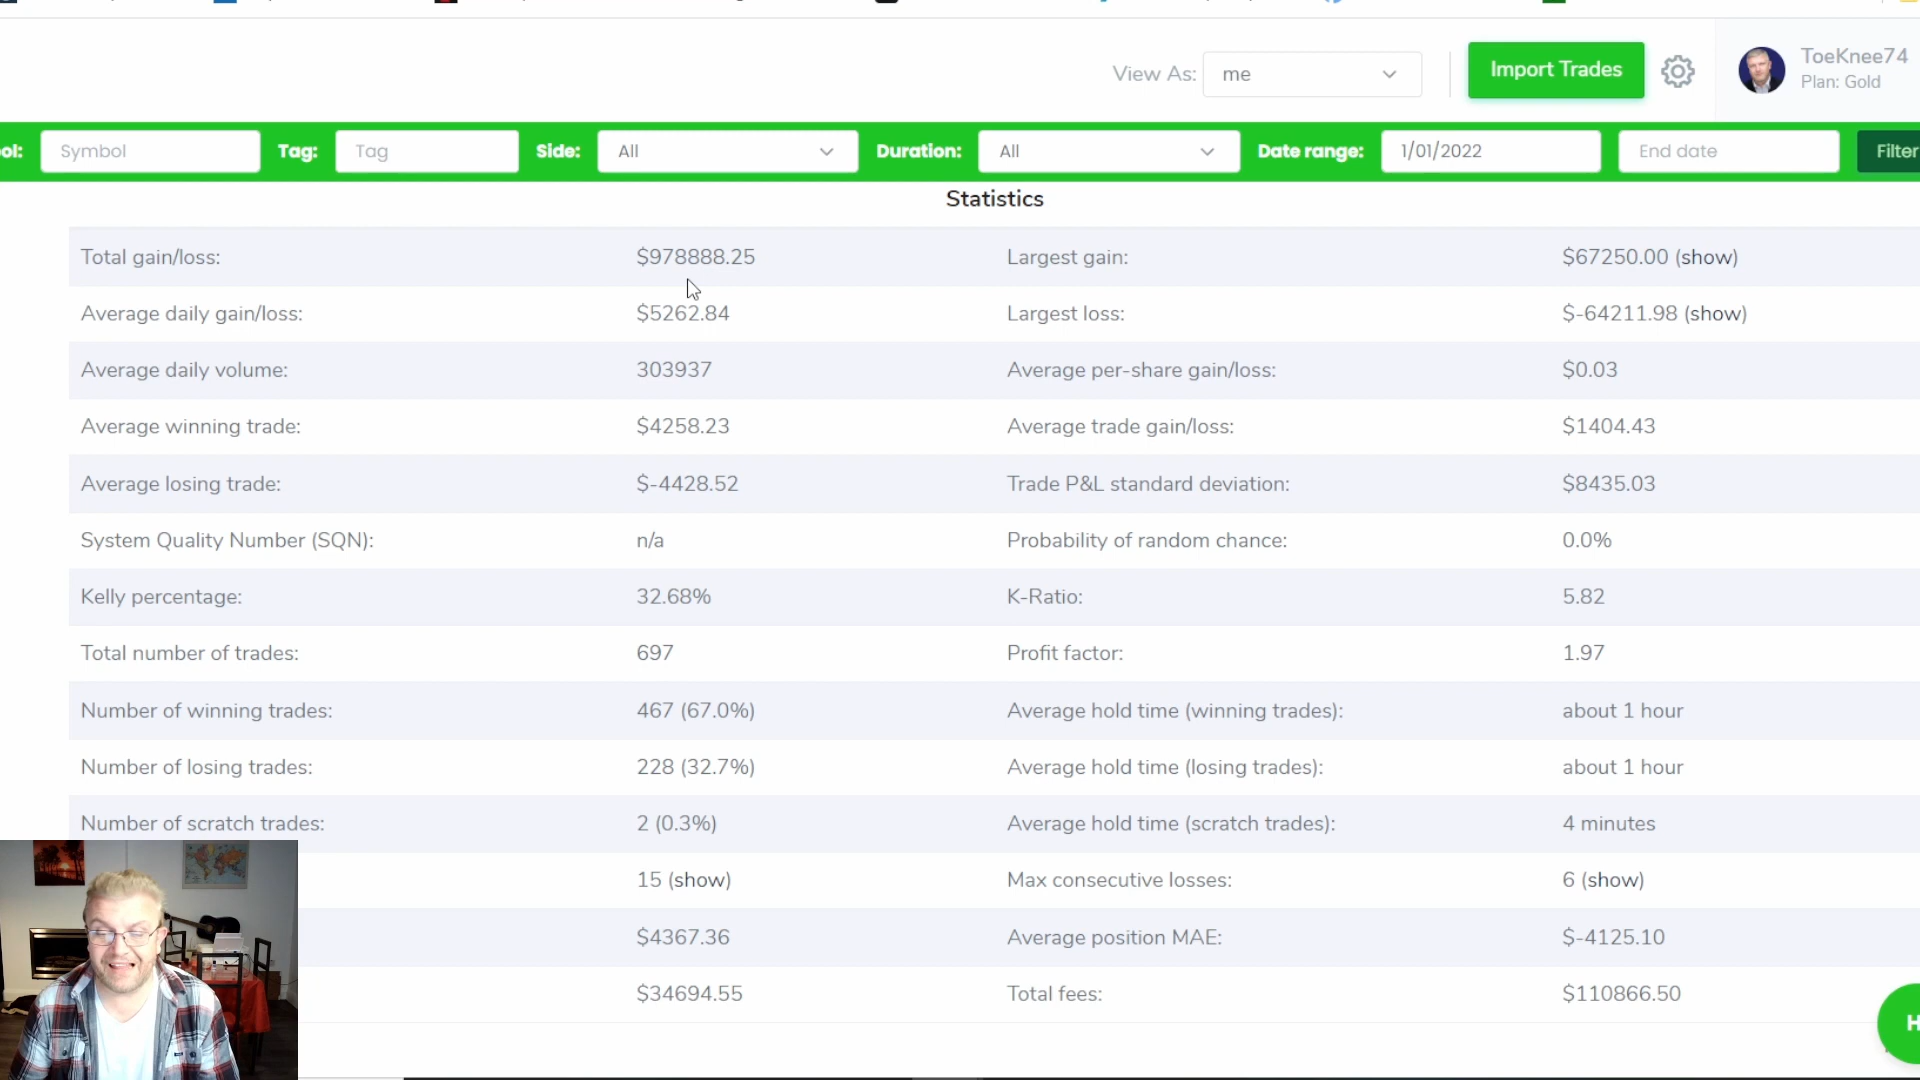 View As: me Import Trades ToeKnee74
Plan: Gold
ol: Symbol Tag: Tag Side: All Duration: All Date range: 1/01/2022 End date Filter
Statistics
Total gain/loss: $978888.25 Largest gain: $67250.00 (show)
Average daily gain/loss: $5262.84 Largest loss: $-64211.98 (show)
Average daily volume: 303937 Average per-share gain/loss: $0.03
Average winning trade: $4258.23 Average trade gain/loss: $1404.43
Average losing trade: $-4428.52 Trade P&L standard deviation: $8435.03
System Quality Number (SQN): n/a Probability of random chance: 0.0%
Kelly percentage: 32.68% K-Ratio: 5.82
Total number of trades: 697 Profit factor: 1.97
Number of winning trades: 467 (67.0%) Average hold time (winning trades): about 1 hour
Number of losing trades: 228 (32.7%) Average hold time (losing trades): about 1 hour
Number of scratch trades: 2 (0.3%) Average hold time (scratch trades): 4 minutes
15 (show) Max consecutive losses: 6 (show)
$4367.36 Average position MAE: $-4125.10
$34694.55 Total fees: $110866.50
H